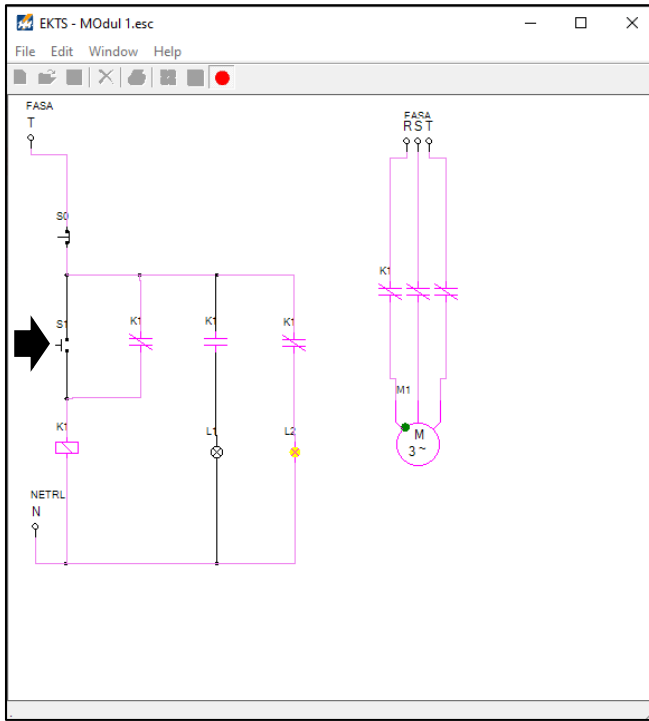 EKTS - MOdul 1.esc
File Edit Window Help
FASA
T
FASA
R S T
S0
K1
S1
K1
K1
K1
M1
K1
L1
L2
M
3 ~
NETRL
N